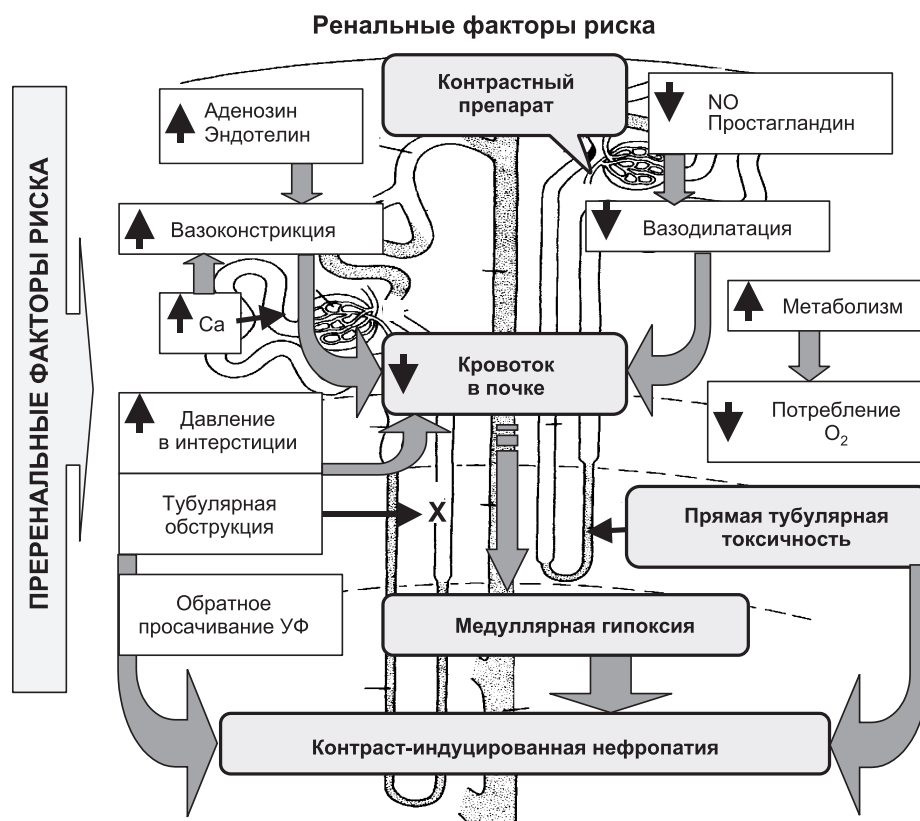 Ренальные факторы риска
ПРЕРЕНАЛЬНЫЕ ФАКТОРЫ РИСКА
Контрастный
препарат
Аденозин
Эндотелин
NO
Простагландин
Вазоконстрикция
Вазодилатация
Ca
Метаболизм
Кровоток
в почке
Давление
в интерстиции
Потребление
O₂
Тубулярная
обструкция
X
Прямая тубулярная
токсичность
Обратное
просачивание УФ
Медуллярная гипоксия
Контраст-индуцированная нефропатия